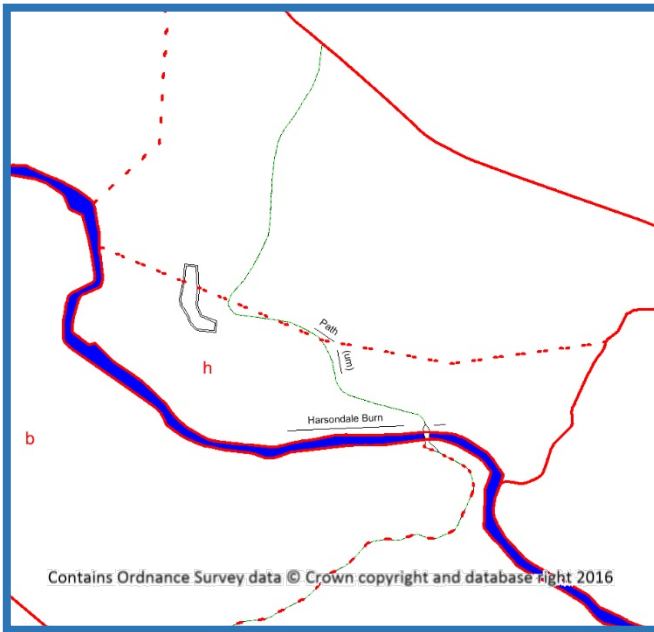 Path
(um)
h
Harsondale Burn
b
Contains Ordnance Survey data © Crown copyright and database right 2016